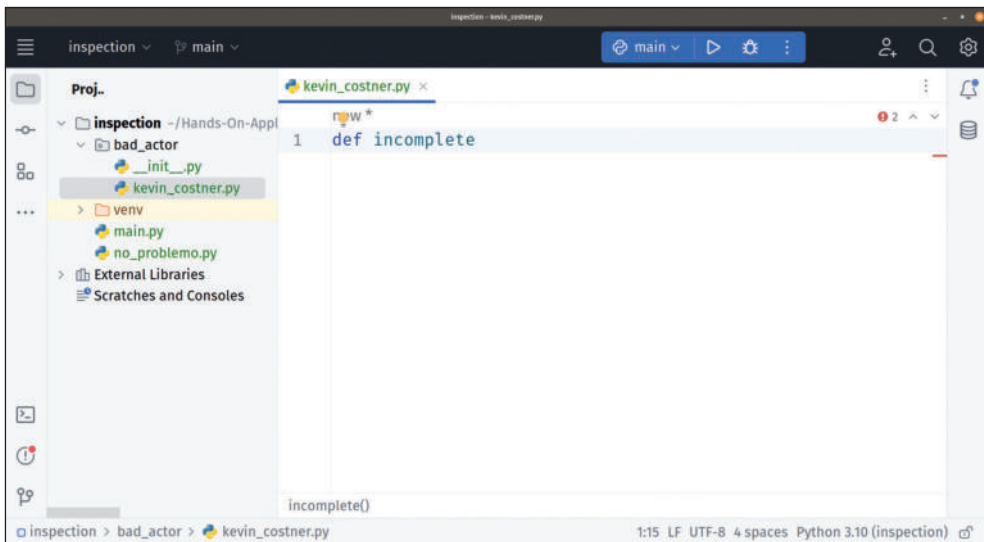 inspection – kevin_costner.py
inspection main main
Proj..
kevin_costner.py
inspection ~/Hands-On-Appl
new *
2
bad_actor
1 def incomplete
__init__.py
kevin_costner.py
venv
main.py
no_problemo.py
External Libraries
Scratches and Consoles
incomplete()
inspection > bad_actor > kevin_costner.py 1:15 LF UTF-8 4 spaces Python 3.10 (inspection)